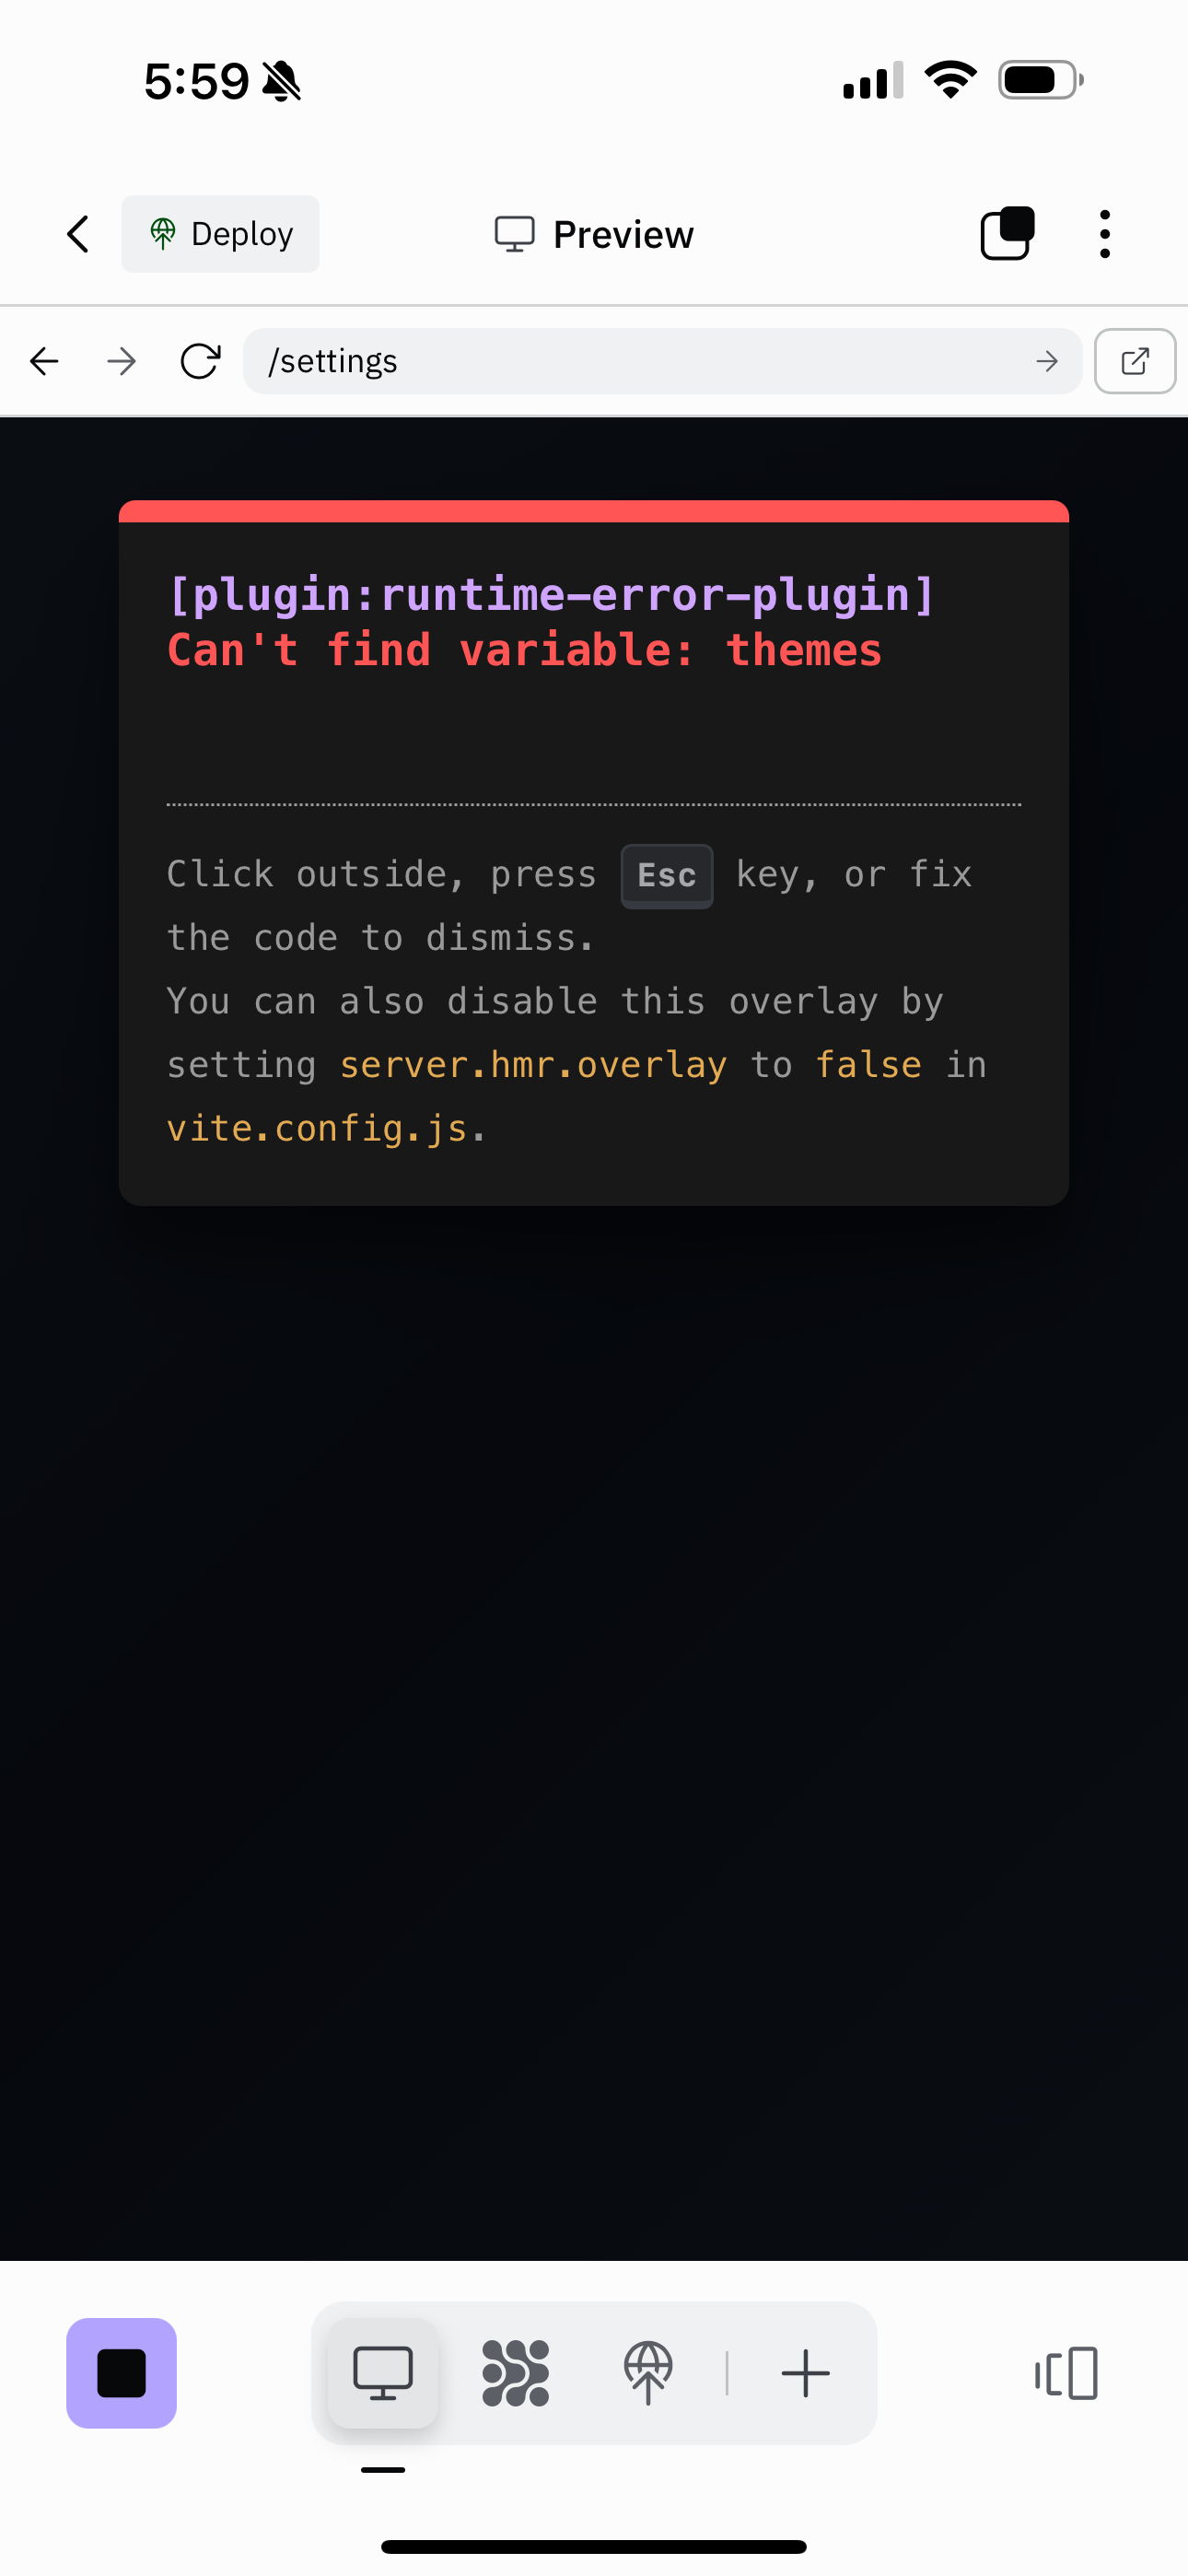 5:59
Deploy
Preview
/settings
[plugin:runtime-error-plugin]
Can't find variable: themes
Click outside, press Esc key, or fix
the code to dismiss.
You can also disable this overlay by
setting server.hmr.overlay to false in
vite.config.js.